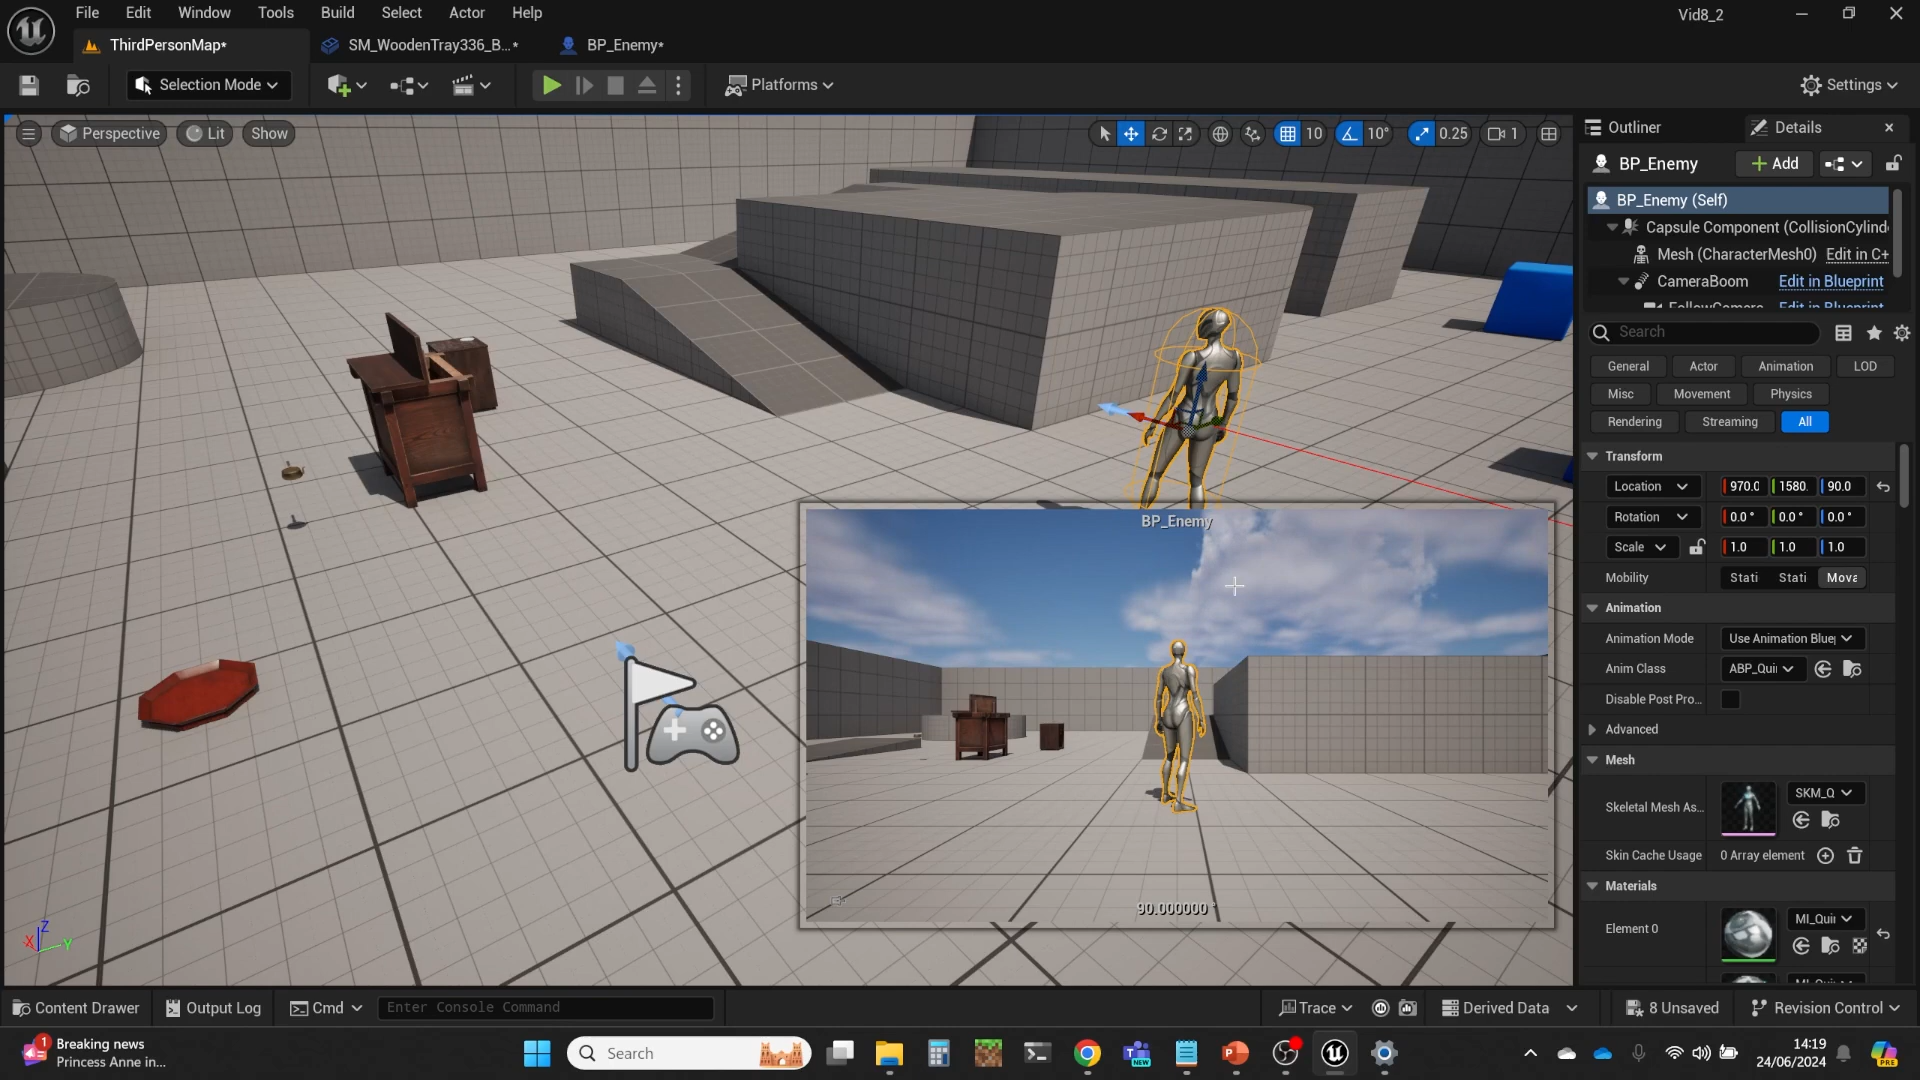 File Edit Window Tools Build Select Actor Help
Vid8_2
ThirdPersonMap*
SM_WoodenTray336_B...*
BP_Enemy*
Selection Mode
Platforms
Settings
Perspective
Lit
Show
10
10°
0.25
1
Outliner
Details
BP_Enemy
Add
BP_Enemy (Self)
Capsule Component (CollisionCylind
Mesh (CharacterMesh0) Edit in C+
CameraBoom Edit in Blueprint
FollowCamera Edit in Blueprint
Search
General Actor Animation LOD
Misc Movement Physics
Rendering Streaming All
Transform
Location 970.0 1580. 90.0
Rotation 0.0° 0.0° 0.0°
Scale 1.0 1.0 1.0
Mobility Stati Stati Mova
Animation
Animation Mode Use Animation Bluep
Anim Class ABP_Qui
Disable Post Pro...
Advanced
Mesh
Skeletal Mesh As... SKM_Q
Skin Cache Usage 0 Array element
Materials
Element 0 MI_Qui
BP_Enemy
90.000000 °
X Z Y
Content Drawer
Output Log
Cmd
Enter Console Command
Trace
Derived Data
8 Unsaved
Revision Control
1
Breaking news
Princess Anne in...
Search
NEW
14:19
24/06/2024
PRE